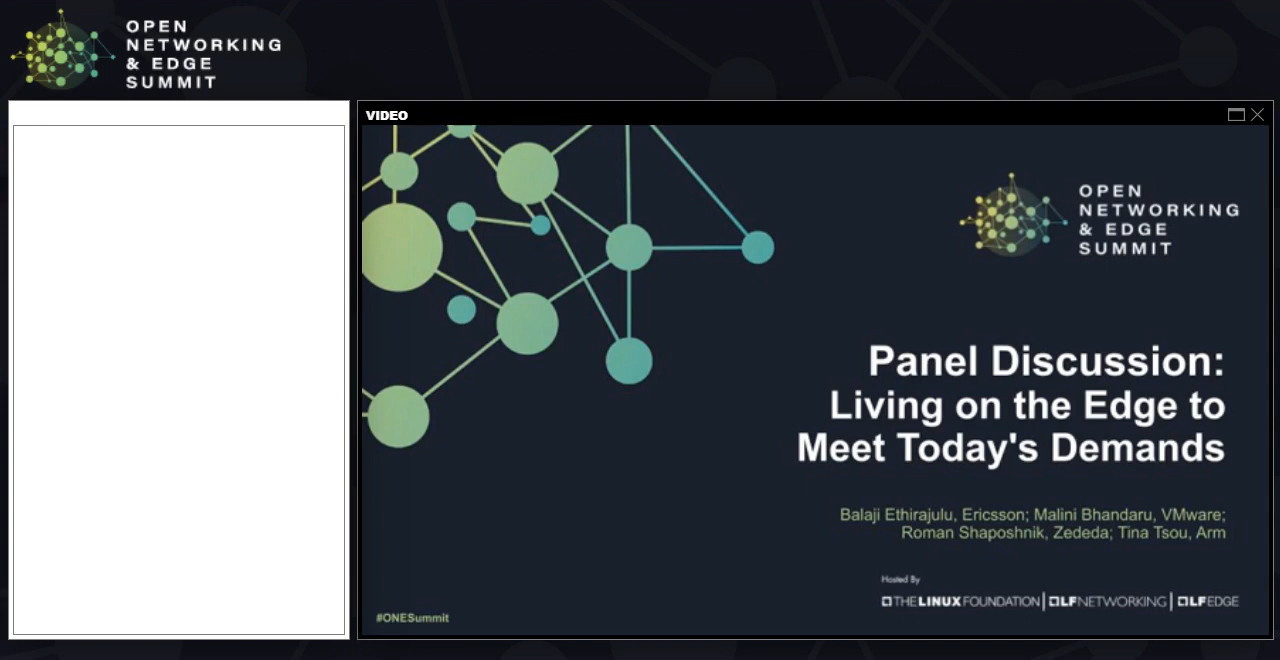 OPEN
NETWORKING
& EDGE
SUMMIT
VIDEO
OPEN
NETWORKING
& EDGE
SUMMIT
Panel Discussion:
Living on the Edge to
Meet Today's Demands
Balaji Ethirajulu, Ericsson; Malini Bhandaru, VMware;
Roman Shaposhnik, Zededa; Tina Tsou, Arm
Hosted By
THE LINUX FOUNDATION | LF NETWORKING | LF EDGE
#ONESummit